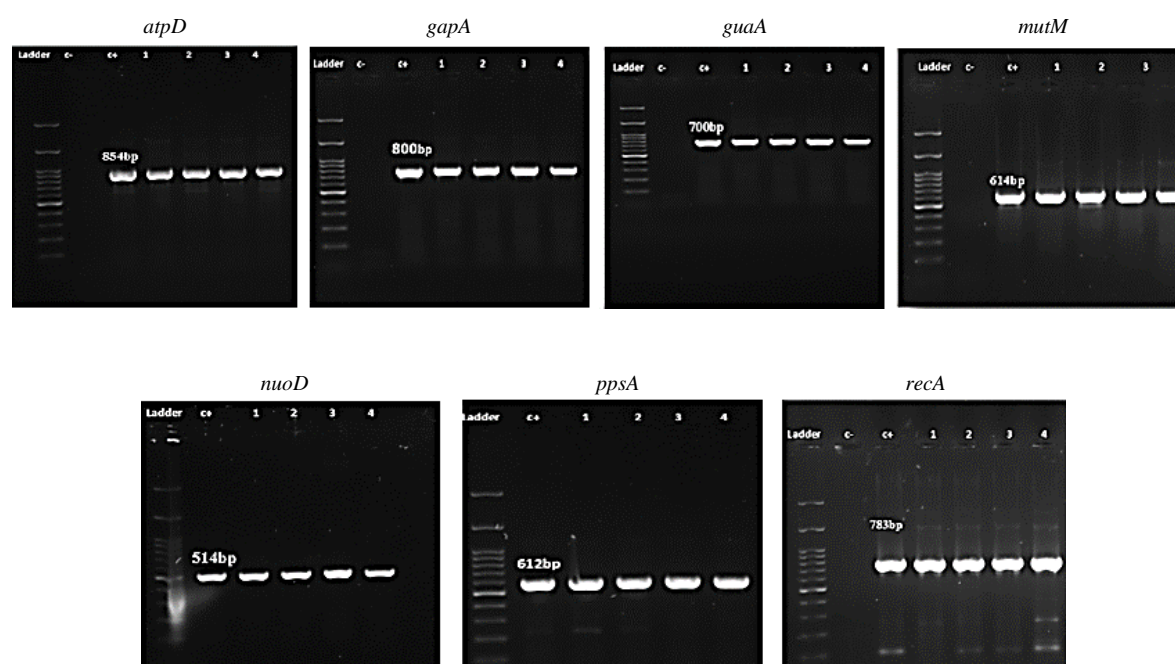 atpD gapA guaA mutM
Ladder c- c+ 1 2 3 4
854bp
Ladder c- c+ 1 2 3 4
800bp
Ladder c- c+ 1 2 3 4
700bp
Ladder c- c+ 1 2 3
614bp
nuoD ppsA recA
Ladder c+ 1 2 3 4
514bp
Ladder c+ 1 2 3 4
612bp
Ladder c- c+ 1 2 3 4
783bp